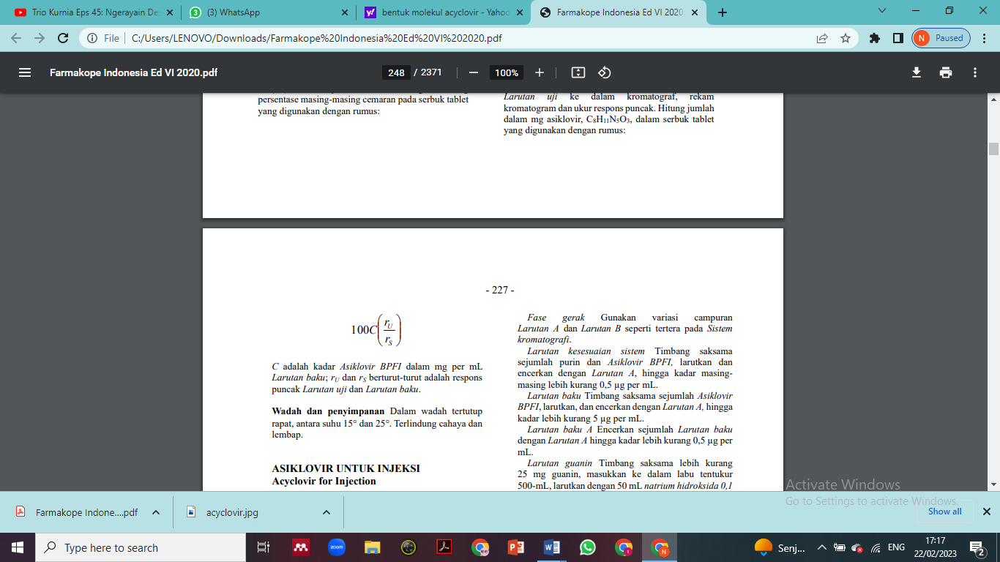 Trio Kurnia Eps 45: Ngerayain De
3 (3) WhatsApp
bentuk molekul acyclovir - Yahoo
Farmakope Indonesia Ed VI 2020
File C:/Users/LENOVO/Downloads/Farmakope%20Indonesia%20Ed%20VI%202020.pdf
N Paused
Farmakope Indonesia Ed VI 2020.pdf
248 / 2371
100%
persentase masing-masing cemaran pada serbuk tablet
yang digunakan dengan rumus:
Larutan uji ke dalam kromatograf, rekam
kromatogram dan ukur respons puncak. Hitung jumlah
dalam mg asiklovir, C8H11N5O3, dalam serbuk tablet
yang digunakan dengan rumus:
- 227 -
100C(rU/rS)
C adalah kadar Asiklovir BPFI dalam mg per mL
Larutan baku; rU dan rS berturut-turut adalah respons
puncak Larutan uji dan Larutan baku.
Wadah dan penyimpanan Dalam wadah tertutup
rapat, antara suhu 15° dan 25°. Terlindung cahaya dan
lembap.
ASIKLOVIR UNTUK INJEKSI
Acyclovir for Injection
Fase gerak Gunakan variasi campuran
Larutan A dan Larutan B seperti tertera pada Sistem
kromatografi.
Larutan kesesuaian sistem Timbang saksama
sejumlah purin dan Asiklovir BPFI, larutkan dan
encerkan dengan Larutan A, hingga kadar masing-
masing lebih kurang 0,5 µg per mL.
Larutan baku Timbang saksama sejumlah Asiklovir
BPFI, larutkan, dan encerkan dengan Larutan A, hingga
kadar lebih kurang 5 µg per mL.
Larutan baku A Encerkan sejumlah Larutan baku
dengan Larutan A hingga kadar lebih kurang 0,5 µg per
mL.
Larutan guanin Timbang saksama lebih kurang
25 mg guanin, masukkan ke dalam labu tentukur
500-mL, larutkan dengan 50 mL natrium hidroksida 0,1
Activate Windows
Go to Settings to activate Windows.
Farmakope Indone....pdf
acyclovir.jpg
Show all
Type here to search
zoom
Senj...
ENG
17:17
22/02/2023
2